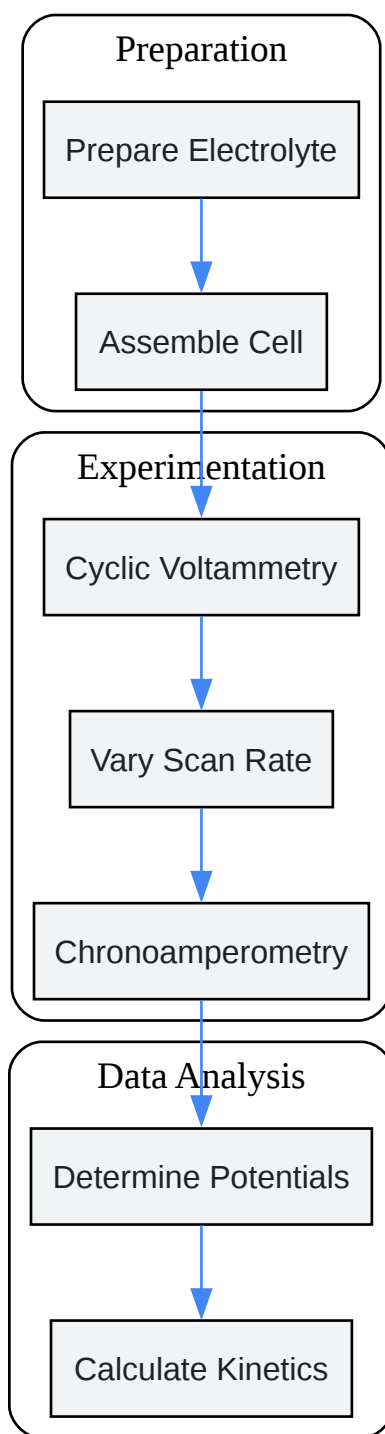 Preparation
Prepare Electrolyte
Assemble Cell
Experimentation
Cyclic Voltammetry
Vary Scan Rate
Chronoamperometry
Data Analysis
Determine Potentials
Calculate Kinetics